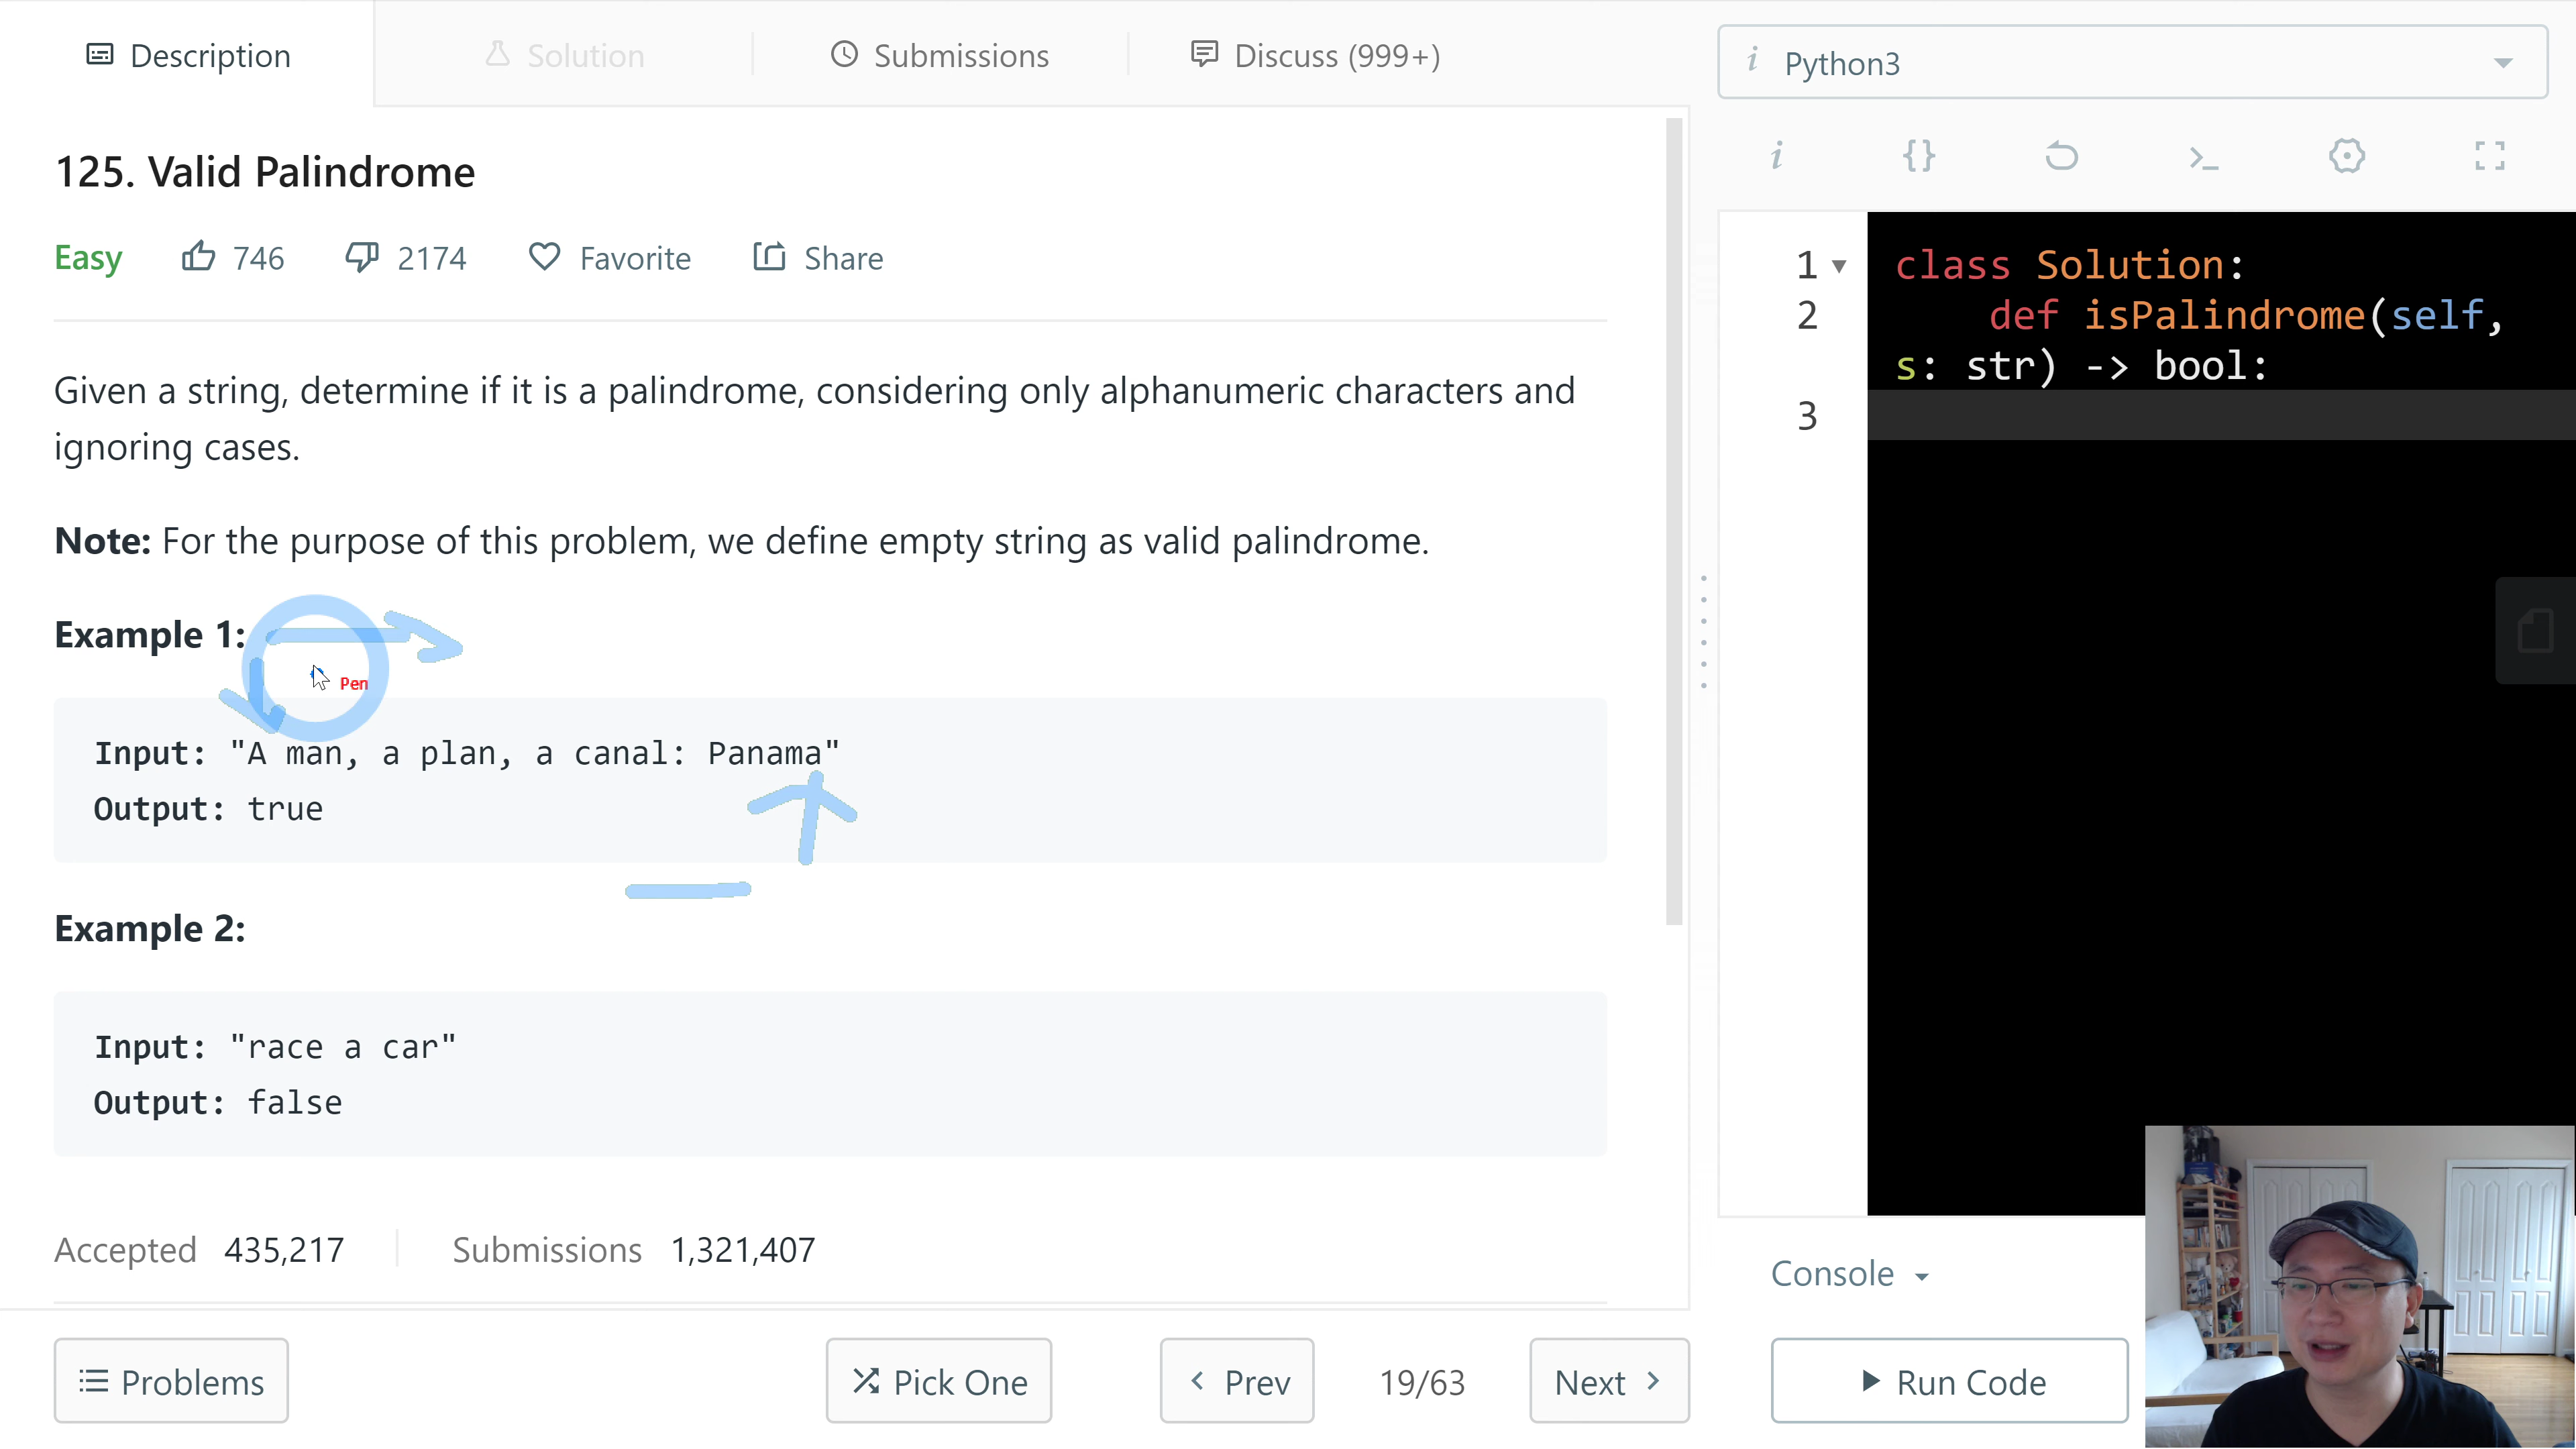 Description
Solution
Submissions
Discuss (999+)
i Python3
125. Valid Palindrome
Easy 746 2174 Favorite Share
Given a string, determine if it is a palindrome, considering only alphanumeric characters and
ignoring cases.
Note: For the purpose of this problem, we define empty string as valid palindrome.
Example 1:
Pen
Input: "A man, a plan, a canal: Panama"
Output: true
Example 2:
Input: "race a car"
Output: false
Accepted 435,217 Submissions 1,321,407
Problems
Pick One
< Prev
19/63
Next >
i {} >_
1 class Solution:
2 def isPalindrome(self,
s: str) -> bool:
3
Console
Run Code